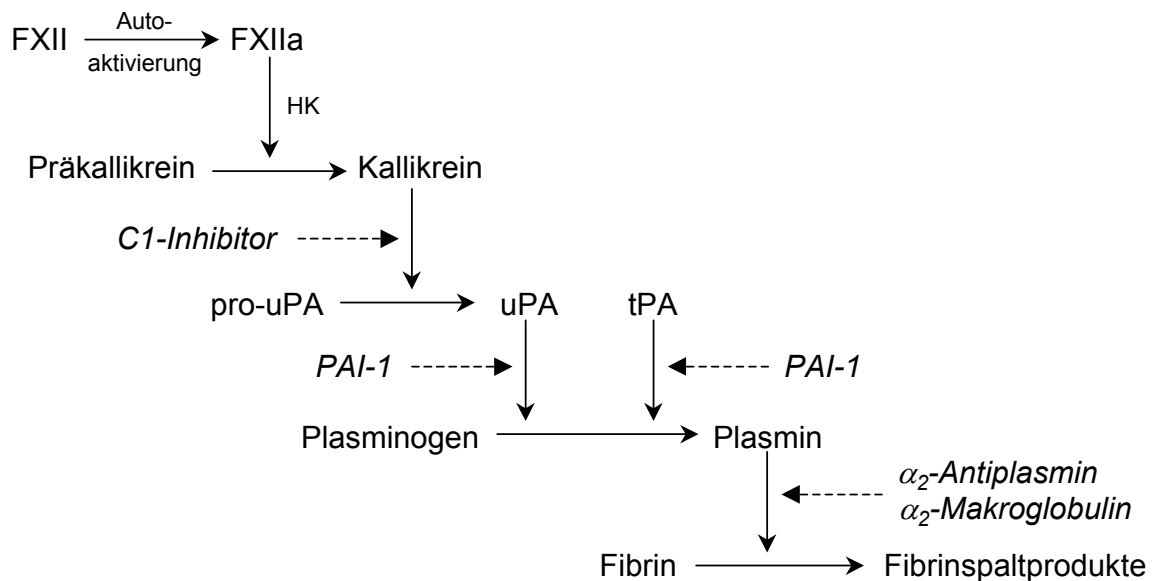 Auto-
FXII
FXIIa
aktivierung
HK
Präkallikrein
Kallikrein
C1-Inhibitor
pro-uPA
uPA
tPA
PAI-1
PAI-1
Plasminogen
Plasmin
α2-Antiplasmin
α2-Makroglobulin
Fibrin
Fibrinspaltprodukte